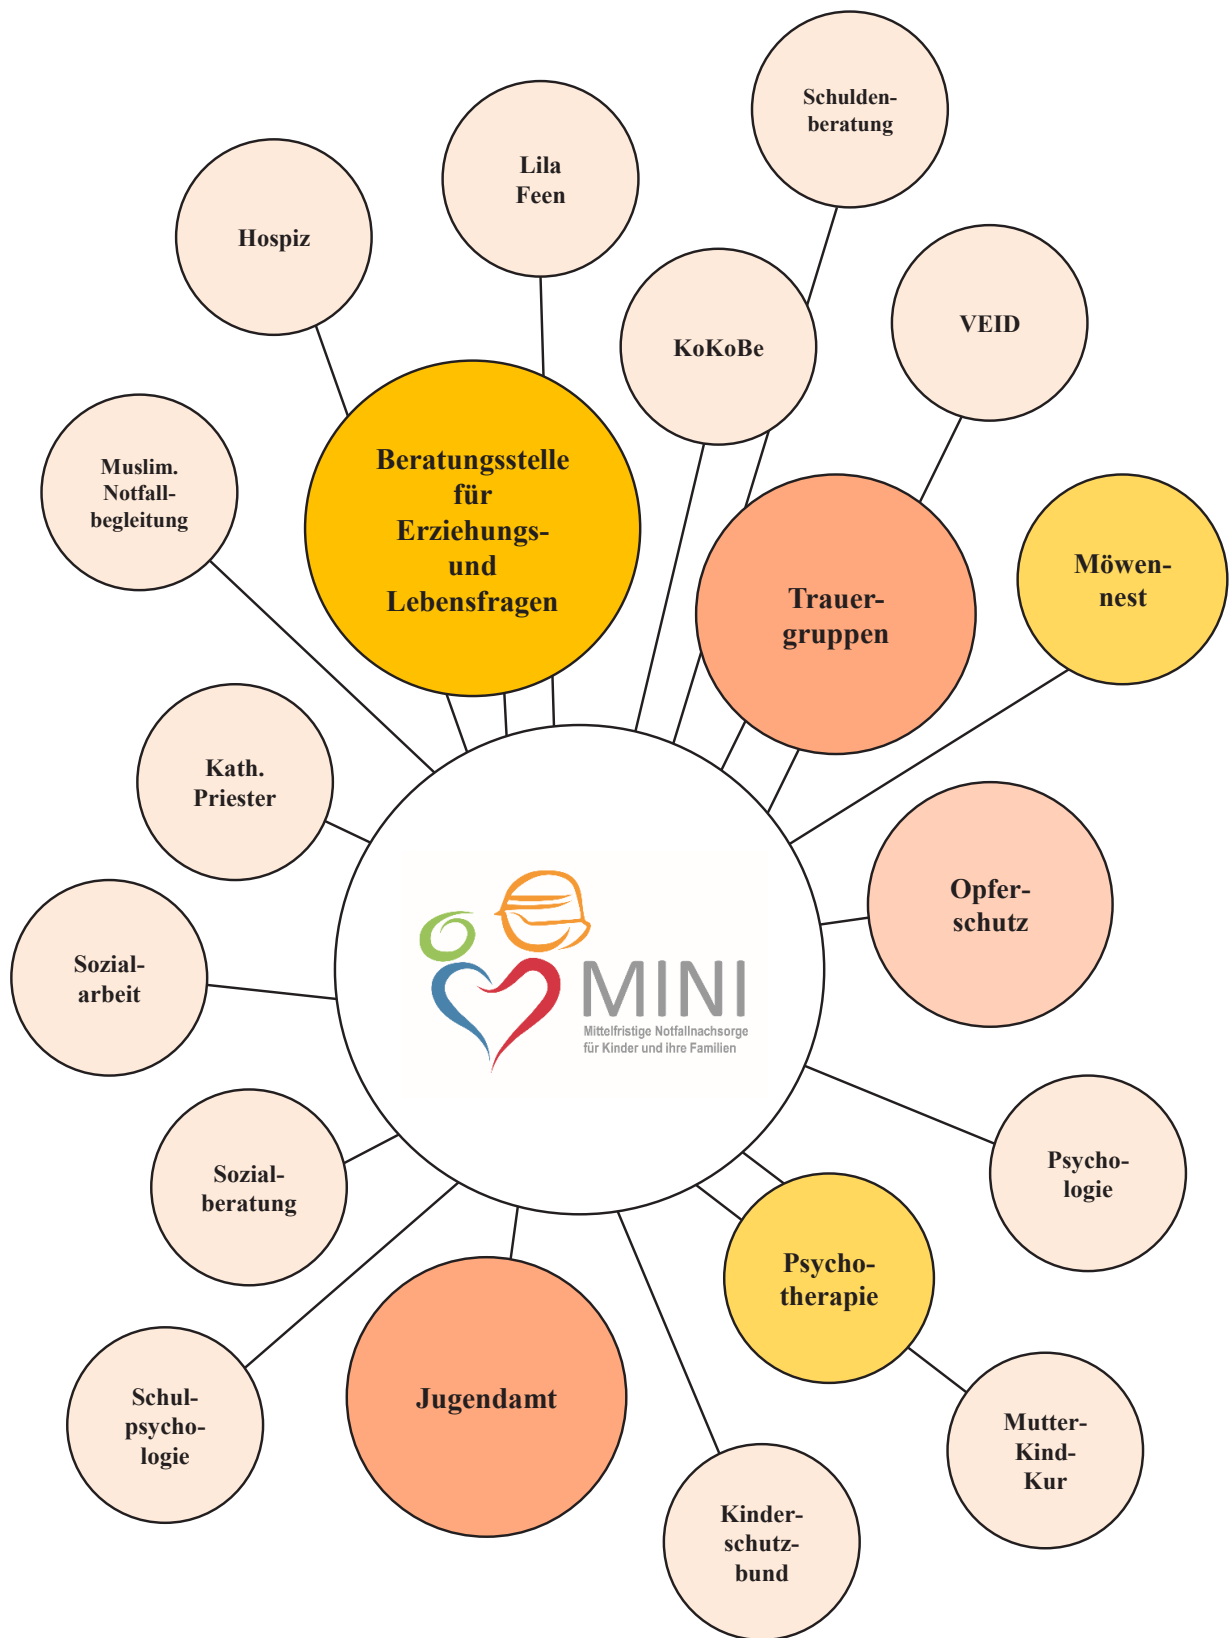 Schulden-
beratung
Lila
Feen
Hospiz
KoKoBe
VEID
Muslim.
Notfall-
begleitung
Beratungsstelle
für
Erziehungs-
und
Lebensfragen
Trauer-
gruppen
Möwen-
nest
Kath.
Priester
Opfer-
schutz
Sozial-
arbeit
MINI
Mittelfristige Notfallnachsorge
für Kinder und ihre Familien
Sozial-
beratung
Psycho-
logie
Psycho-
therapie
Schul-
psycho-
logie
Jugendamt
Mutter-
Kind-
Kur
Kinder-
schutz-
bund